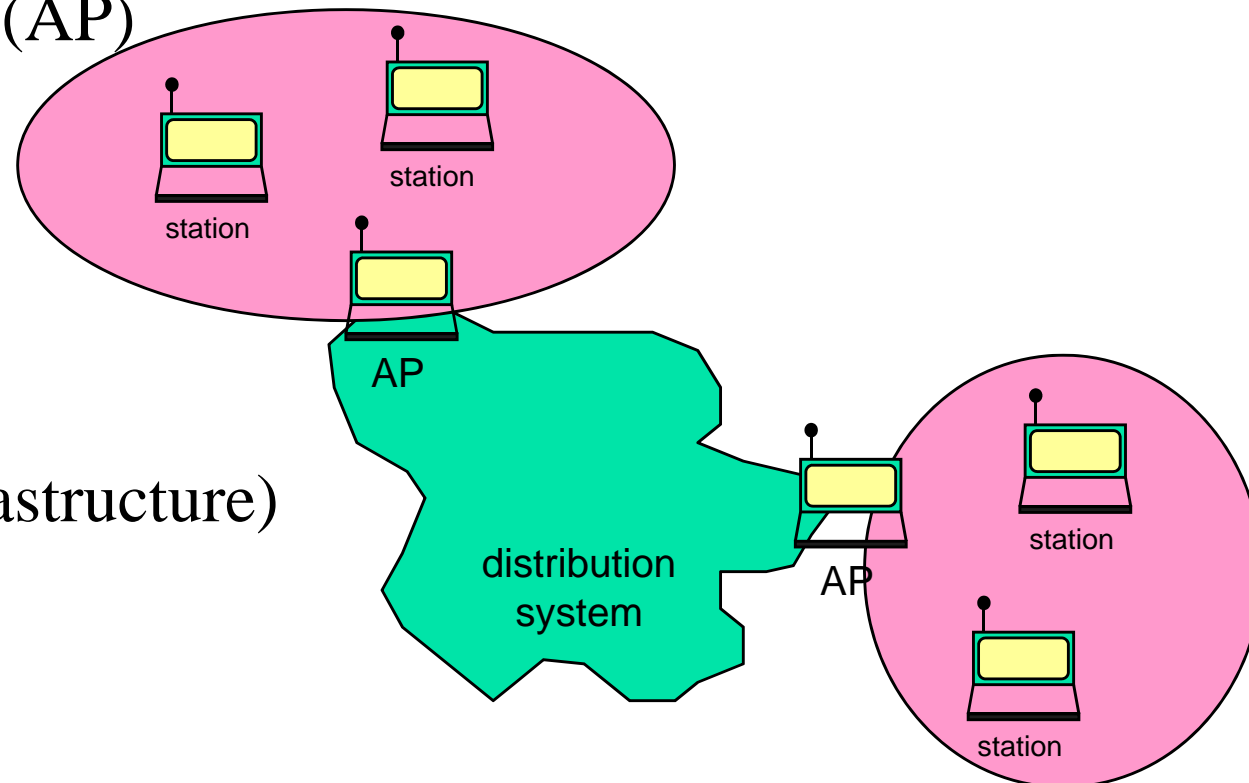 (AP)
station
station
AP
astructure)
distribution
system
AP
station
station